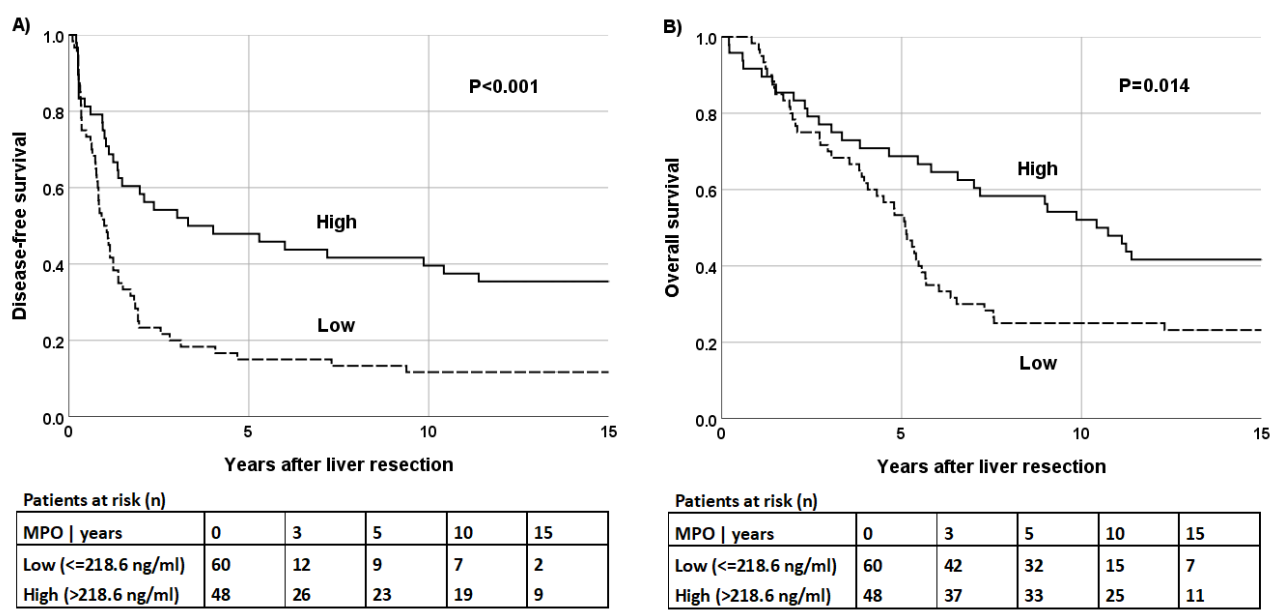 A)
1.0
0.8
0.6
0.4
0.2
0.0
Disease-free survival
P<0.001
High
Low
0 5 10 15
Years after liver resection
Patients at risk (n)
MPO | years 0 3 5 10 15
Low (<=218.6 ng/ml) 60 12 9 7 2
High (>218.6 ng/ml) 48 26 23 19 9
B)
1.0
0.8
0.6
0.4
0.2
0.0
Overall survival
P=0.014
High
Low
0 5 10 15
Years after liver resection
Patients at risk (n)
MPO | years 0 3 5 10 15
Low (<=218.6 ng/ml) 60 42 32 15 7
High (>218.6 ng/ml) 48 37 33 25 11